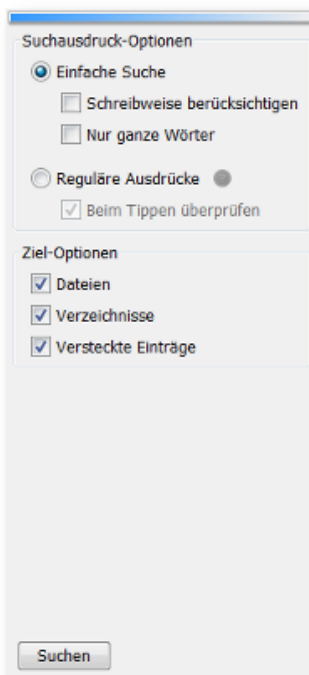 Suchausdruck-Optionen
Einfache Suche
Schreibweise berücksichtigen
Nur ganze Wörter
Reguläre Ausdrücke
Beim Tippen überprüfen
Ziel-Optionen
Dateien
Verzeichnisse
Versteckte Einträge
Suchen